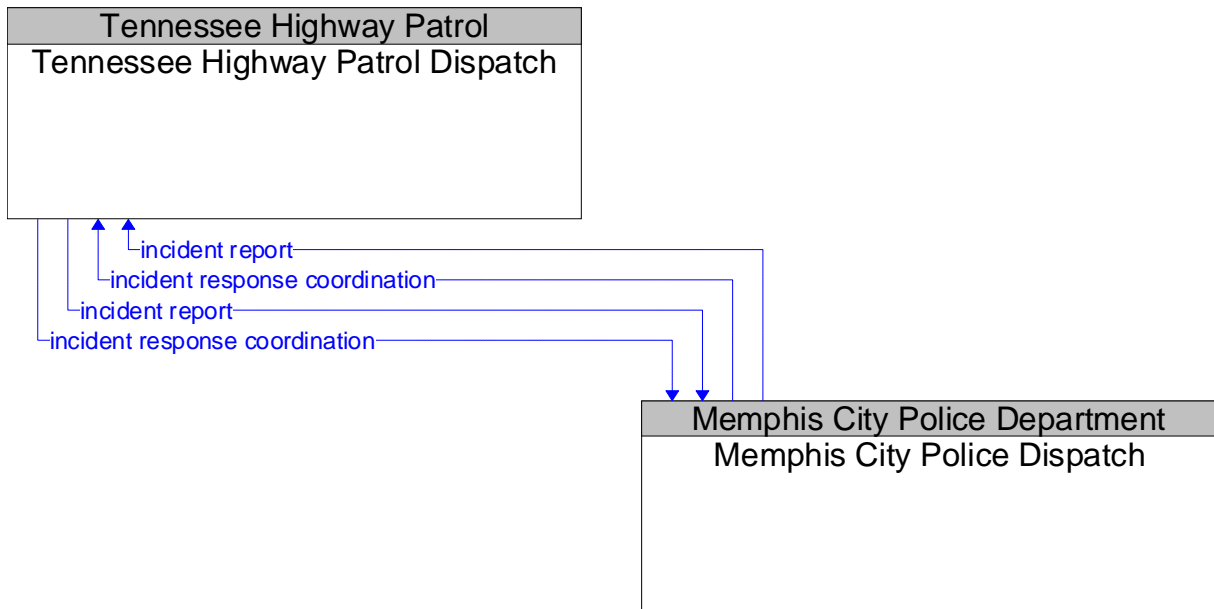 Tennessee Highway Patrol
Tennessee Highway Patrol Dispatch
incident report
incident response coordination
incident report
incident response coordination
Memphis City Police Department
Memphis City Police Dispatch